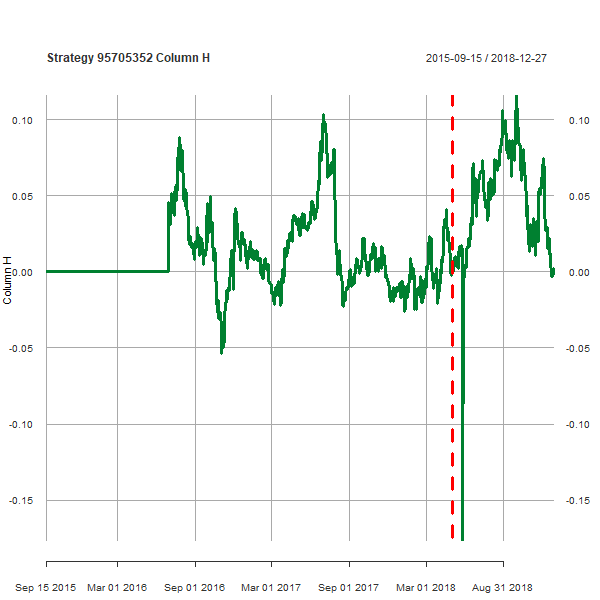 Strategy 95705352 Column H
2015-09-15 / 2018-12-27
0.10 0.10
0.05 0.05
0.00 0.00
-0.05 -0.05
-0.10 -0.10
-0.15 -0.15
Column H
Sep 15 2015 Mar 01 2016 Sep 01 2016 Mar 01 2017 Sep 01 2017 Mar 01 2018 Aug 31 2018